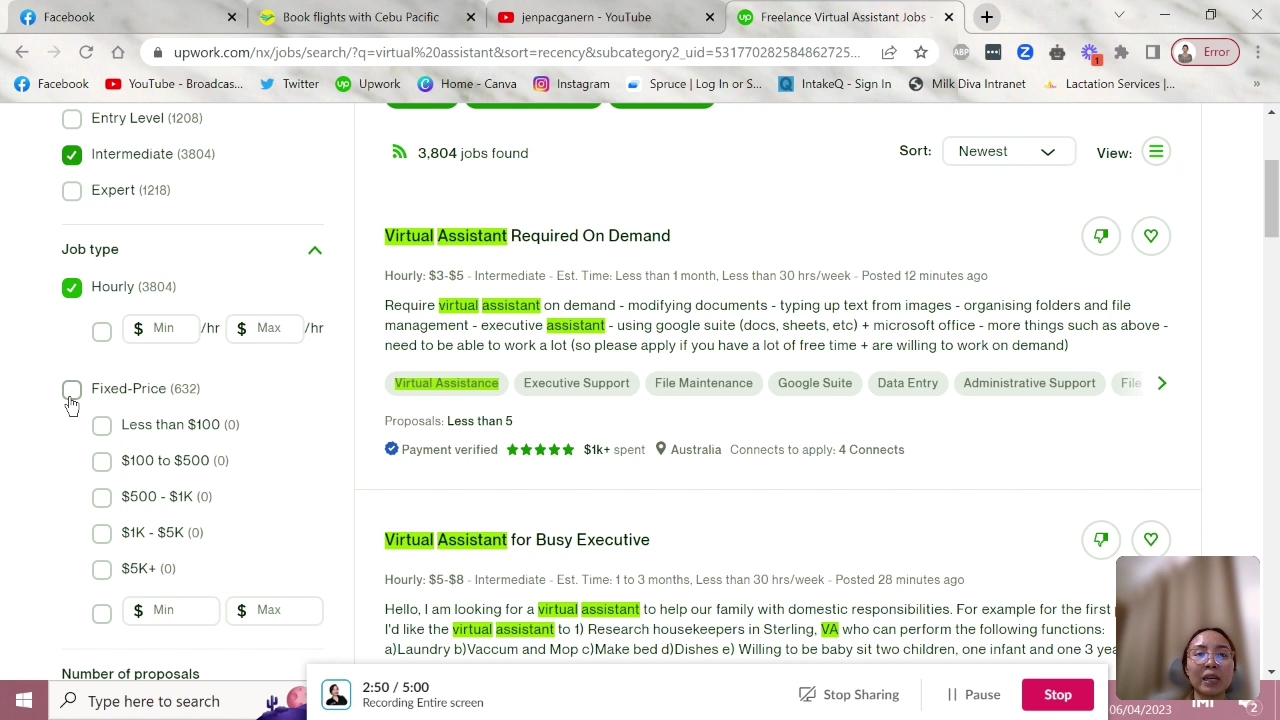 Facebook
Book flights
YouTube
Freelance Virtual A
upwork.com/nx/jobs/search/?q=virtual%20assistant&sort=recency&subcategory2_uid=531770282584862725...
ABP
1
Error
Facebook
YouTube - Broadcas...
Twitter
Upwork
Home - Canva
Instagram
Spruce | Log In or S...
IntakeQ - Sign In
Milk Diva Intranet
Lactation Services |...
»
Entry Level (1208)
Intermediate (3804)
Expert (1218)
Job type
Hourly (3804)
$ Min /hr $ Max /hr
Fixed-Price (632)
Less than $100 (0)
$100 to $500 (0)
$500 - $1K (0)
$1K - $5K (0)
$5K+ (0)
$ Min $ Max
Number of proposals
3,804 jobs found
Sort: Newest View:
Virtual Assistant Required On Demand
Hourly: $3-$5 - Intermediate - Est. Time: Less than 1 month, Less than 30 hrs/week - Posted 12 minutes ago
Require virtual assistant on demand - modifying documents - typing up text from images - organising folders and file
management - executive assistant - using google suite (docs, sheets, etc) + microsoft office - more things such as above -
need to be able to work a lot (so please apply if you have a lot of free time + are willing to work on demand)
Virtual Assistance Executive Support File Maintenance Google Suite Data Entry Administrative Support File
Proposals: Less than 5
Payment verified $1k+ spent Australia Connects to apply: 4 Connects
Virtual Assistant for Busy Executive
Hourly: $5-$8 - Intermediate - Est. Time: 1 to 3 months, Less than 30 hrs/week - Posted 28 minutes ago
Hello, I am looking for a virtual assistant to help our family with domestic responsibilities. For example for the first
I'd like the virtual assistant to 1) Research housekeepers in Sterling, VA who can perform the following functions:
a)Laundry b)Vaccum and Mop c)Make bed d)Dishes e) Willing to be baby sit two children, one infant and one 3 yea
2:50 / 5:00
Recording Entire screen
Stop Sharing
Pause
Stop
Type here to search
06/04/2023
2